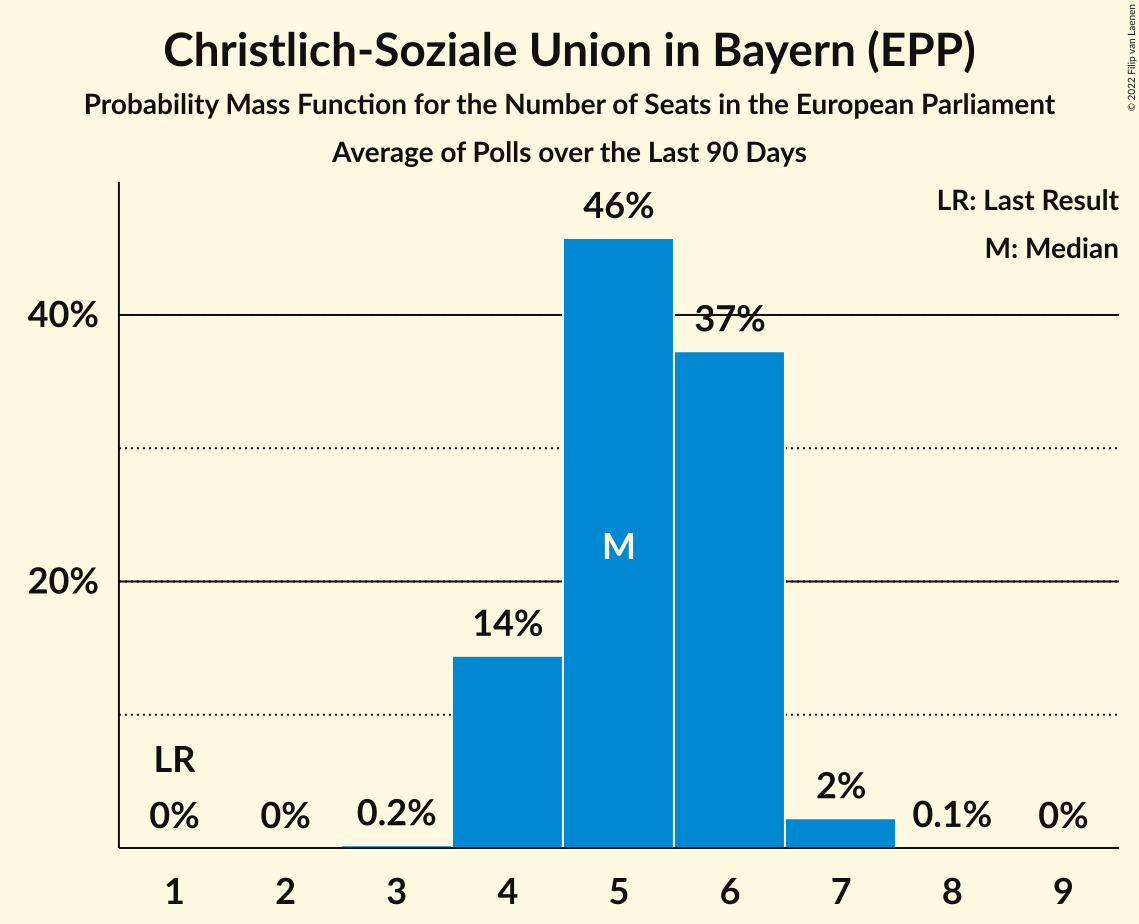 Christlich-Soziale Union in Bayern (EPP)
Probability Mass Function for the Number of Seats in the European Parliament
Average of Polls over the Last 90 Days
© 2022 Filip van Laenen
LR: Last Result
M: Median
46%
37%
40%
M
20%
14%
LR
0%
0%
0.2%
2%
0.1%
0%
1 2 3 4 5 6 7 8 9